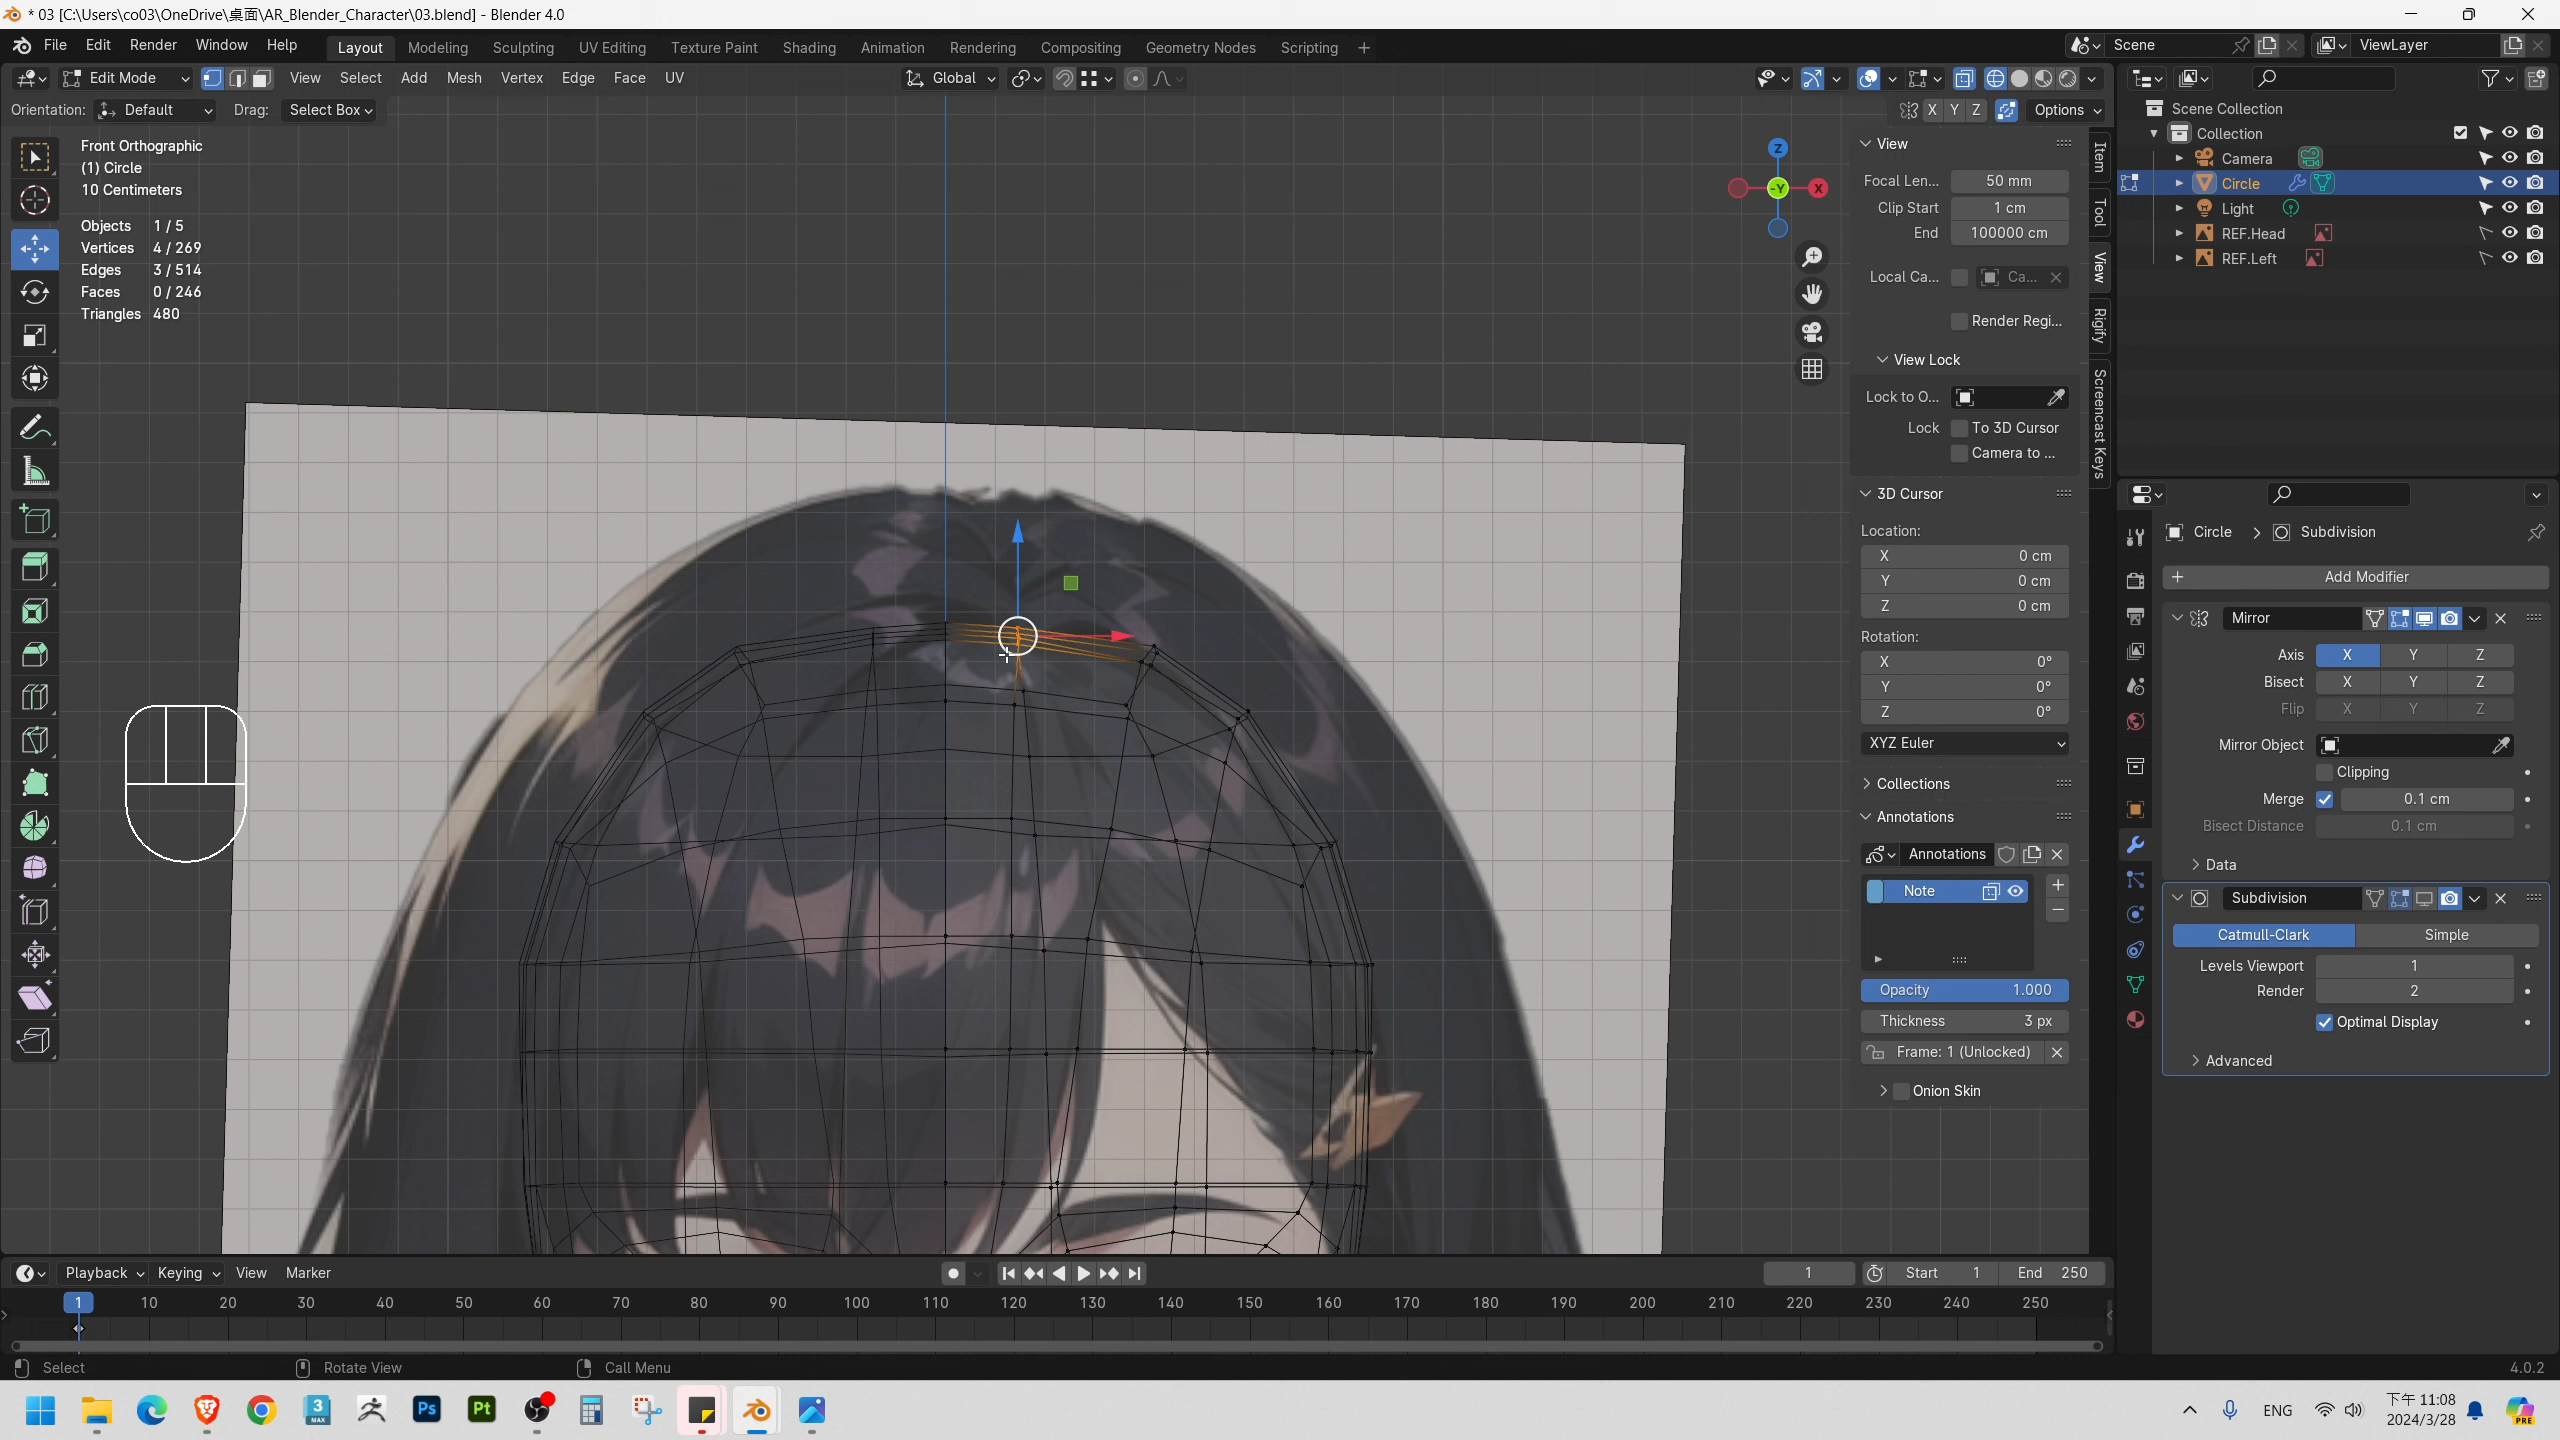 * 03 [C:\Users\co03\OneDrive\桌面\AR_Blender_Character\03.blend] - Blender 4.0
File Edit Render Window Help Layout Modeling Sculpting UV Editing Texture Paint Shading Animation Rendering Compositing Geometry Nodes Scripting + Scene ViewLayer
Edit Mode View Select Add Mesh Vertex Edge Face UV Global
Orientation: Default Drag: Select Box X Y Z Options
Front Orthographic
(1) Circle
10 Centimeters
Objects 1 / 5
Vertices 4 / 269
Edges 3 / 514
Faces 0 / 246
Triangles 480
Z
-Y
X
View
Focal Len... 50 mm
Clip Start 1 cm
End 100000 cm
Local Ca... Ca...
Render Regi...
View Lock
Lock to O...
Lock To 3D Cursor
Camera to ...
3D Cursor
Location:
X 0 cm
Y 0 cm
Z 0 cm
Rotation:
X 0°
Y 0°
Z 0°
XYZ Euler
Collections
Annotations
Annotations
Note
Opacity 1.000
Thickness 3 px
Frame: 1 (Unlocked)
Onion Skin
Item
Tool
View
Rigify
Screencast Keys
Scene Collection
Collection
Camera
Circle
Light
REF.Head
REF.Left
Circle > Subdivision
+ Add Modifier
Mirror
Axis X Y Z
Bisect X Y Z
Flip X Y Z
Mirror Object
Clipping
Merge 0.1 cm
Bisect Distance 0.1 cm
Data
Subdivision
Catmull-Clark Simple
Levels Viewport 1
Render 2
Optimal Display
Advanced
Playback Keying View Marker 1 Start 1 End 250
1 10 20 30 40 50 60 70 80 90 100 110 120 130 140 150 160 170 180 190 200 210 220 230 240 250
Select Rotate View Call Menu 4.0.2
3
MAX
Ps
Pt
ENG
下午 11:08
2024/3/28
PRE